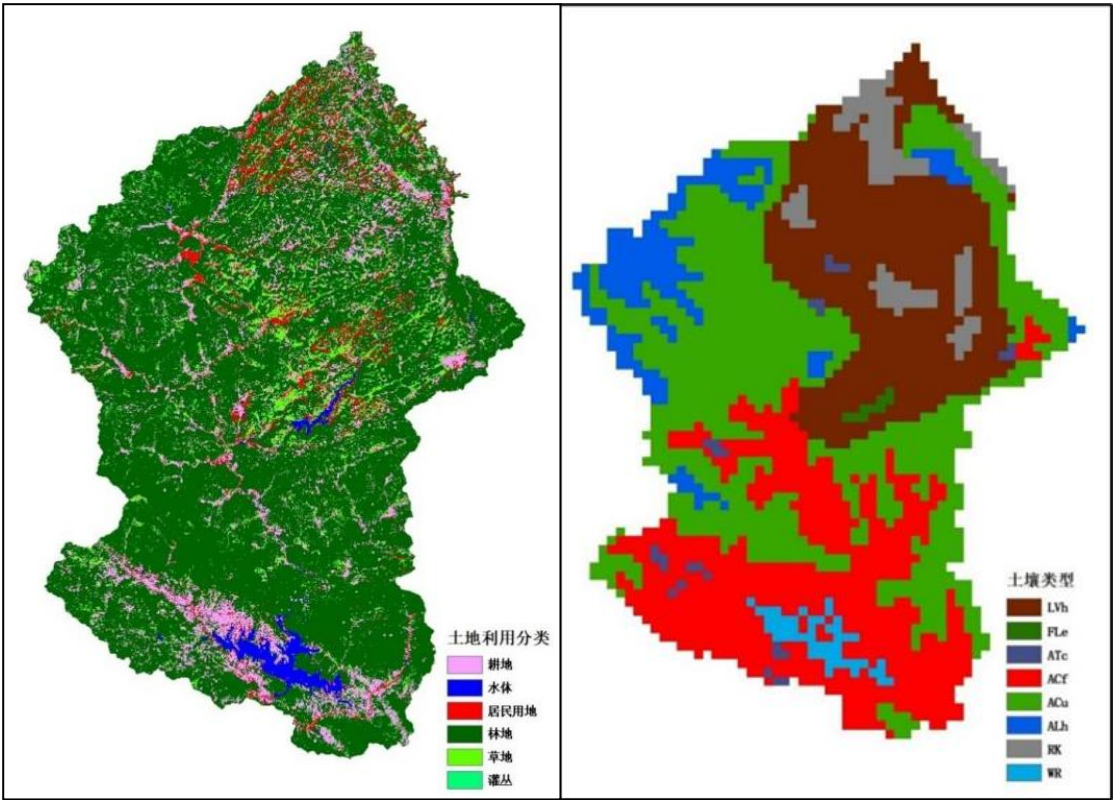 土地利用分类
耕地
水体
居民用地
林地
草地
灌丛
土壤类型
LVh
FLe
ATc
ACf
ACu
ALh
RK
WR